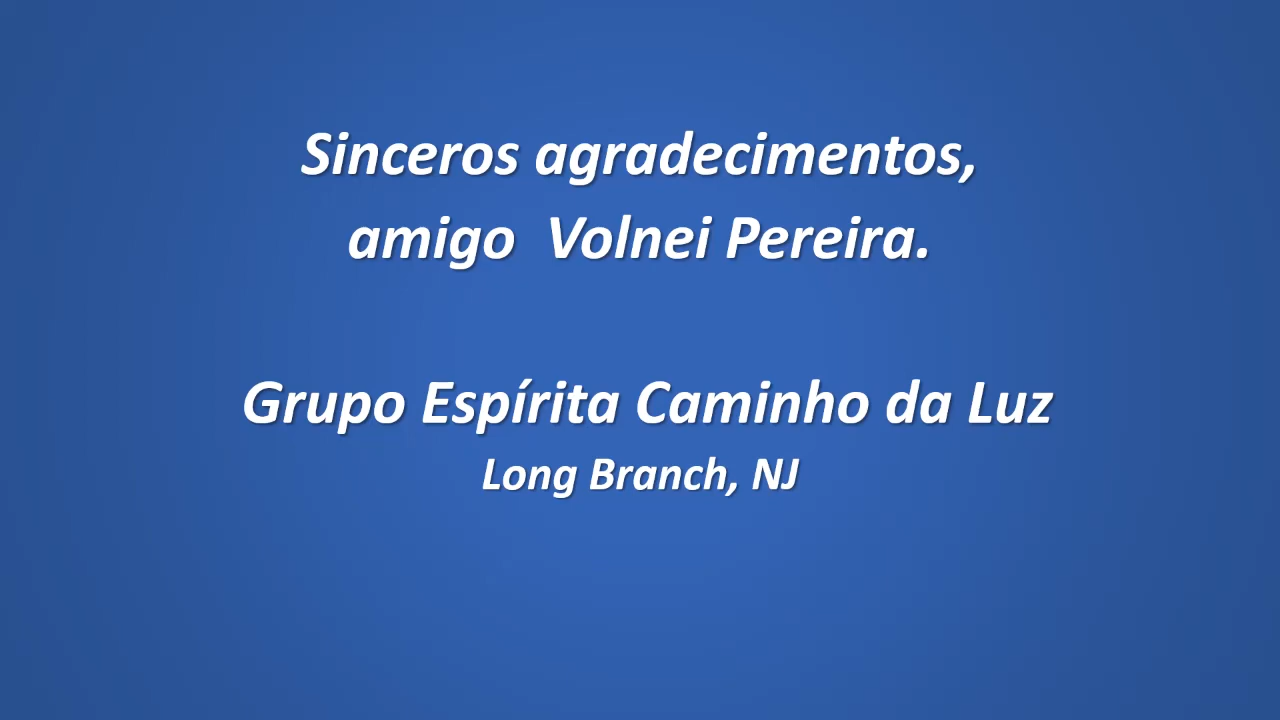 Sinceros agradecimentos,
amigo  Volnei Pereira.
Grupo Espírita Caminho da Luz
Long Branch, NJ